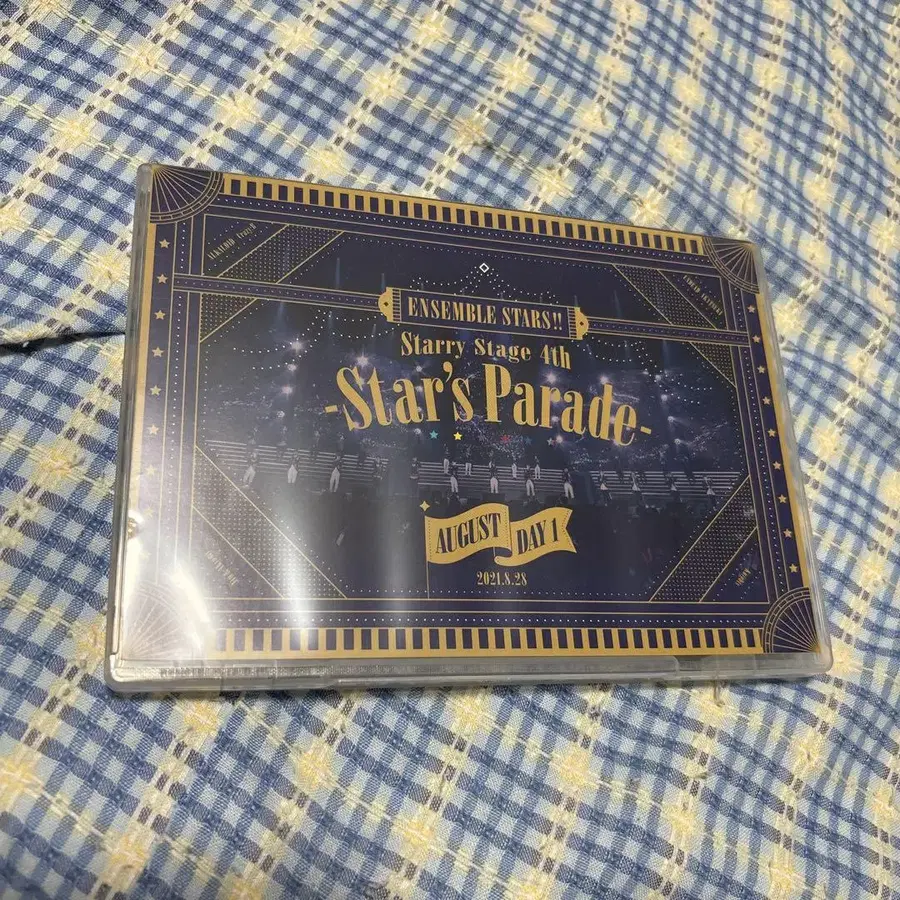 ENSEMBLE STARS!!
Starry Stage 4th
-Star's Parade-
AUGUST
DAY 1
2021.8.28